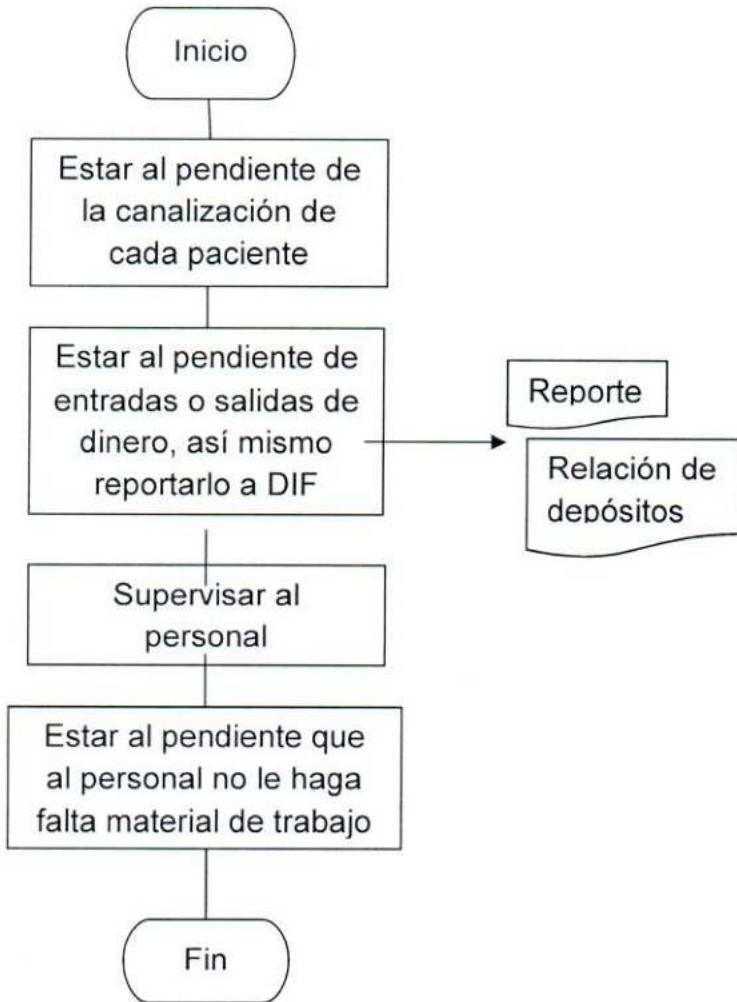 Inicio
Estar al pendiente de
la canalización de
cada paciente
Estar al pendiente de
entradas o salidas de
dinero, así mismo
reportarlo a DIF
Reporte
Relación de
depósitos
Supervisar al
personal
Estar al pendiente que
al personal no le haga
falta material de trabajo
Fin